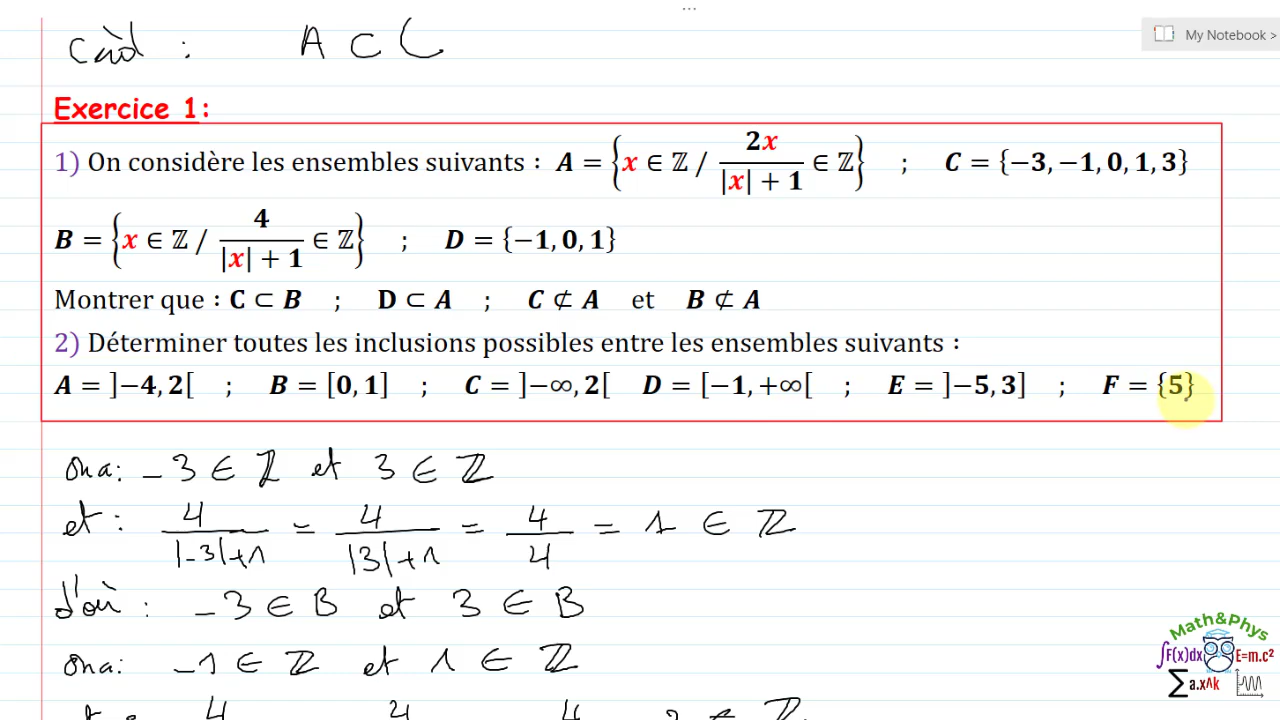 ...
My Notebook >
Càd : A ⊂ C
Exercice 1:
1) On considère les ensembles suivants : A = {x ∈ ℤ / 2x/(|x| + 1) ∈ ℤ} ; C = {−3, −1, 0, 1, 3}
B = {x ∈ ℤ / 4/(|x| + 1) ∈ ℤ} ; D = {−1, 0, 1}
Montrer que : C ⊂ B ; D ⊂ A ; C ⊄ A et B ⊄ A
2) Déterminer toutes les inclusions possibles entre les ensembles suivants :
A = ]−4, 2[ ; B = [0, 1] ; C = ]−∞, 2[ D = [−1, +∞[ ; E = ]−5, 3] ; F = {5}
on a: −3 ∈ ℤ et 3 ∈ ℤ
et : 4/(|−3|+1) = 4/(|3|+1) = 4/4 = 1 ∈ ℤ
d'où : −3 ∈ B et 3 ∈ B
on a: −1 ∈ ℤ et 1 ∈ ℤ
Math&Phys
∫F(x)dx E=m.c²
∑ a.x∧k